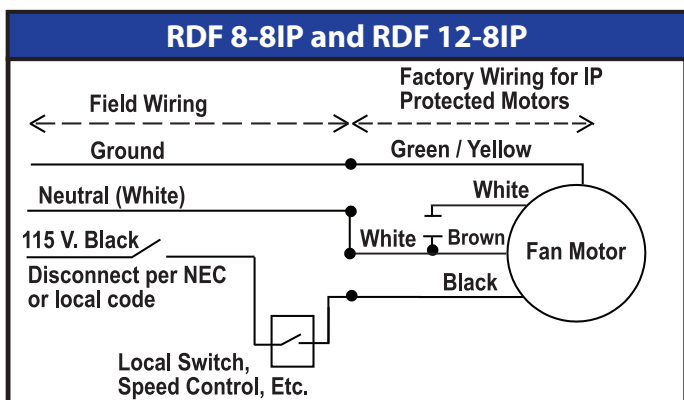 RDF 8-8IP and RDF 12-8IP
Field Wiring
Factory Wiring for IP
Protected Motors
Ground
Green / Yellow
Neutral (White)
White
115 V. Black
White
Brown
Fan Motor
Disconnect per NEC
or local code
Black
Local Switch,
Speed Control, Etc.